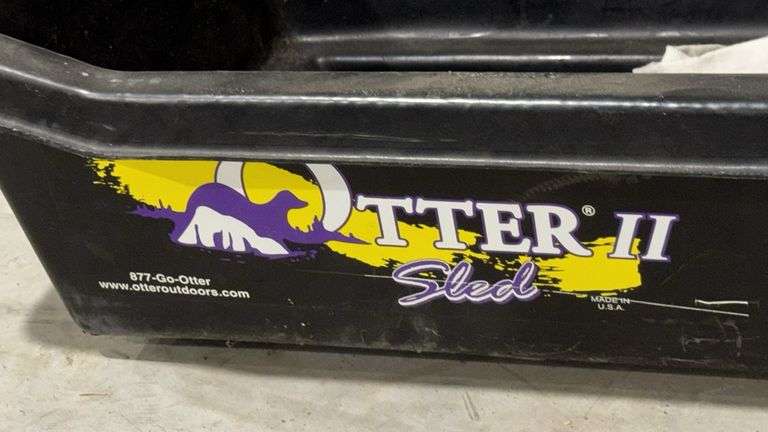 OTTER® II
Sled
877-Go-Otter
www.otteroutdoors.com
MADE IN
U.S.A.